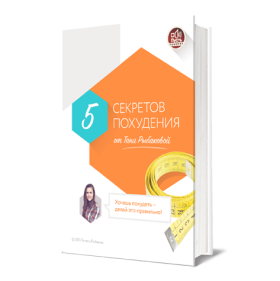 5
СЕКРЕТОВ
ПОХУДЕНИЯ
от Тани Рыбаковой
Хочешь похудеть –
делай это правильно!